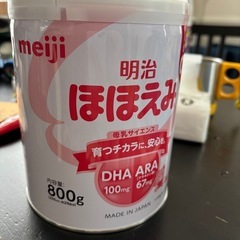 meiji
明治
ほほえみ
母乳サイエンス
育つチカラに、安心を。
DHA ARA
100mg 67mg
内容量
800g
MADE IN JAPAN